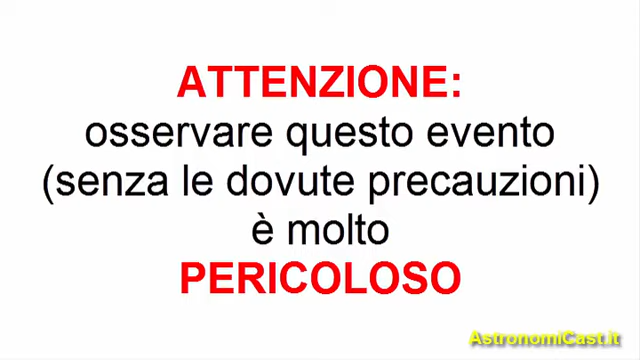 ATTENZIONE:
osservare questo evento
(senza le dovute precauzioni)
è molto
PERICOLOSO
AstronomiCast.it